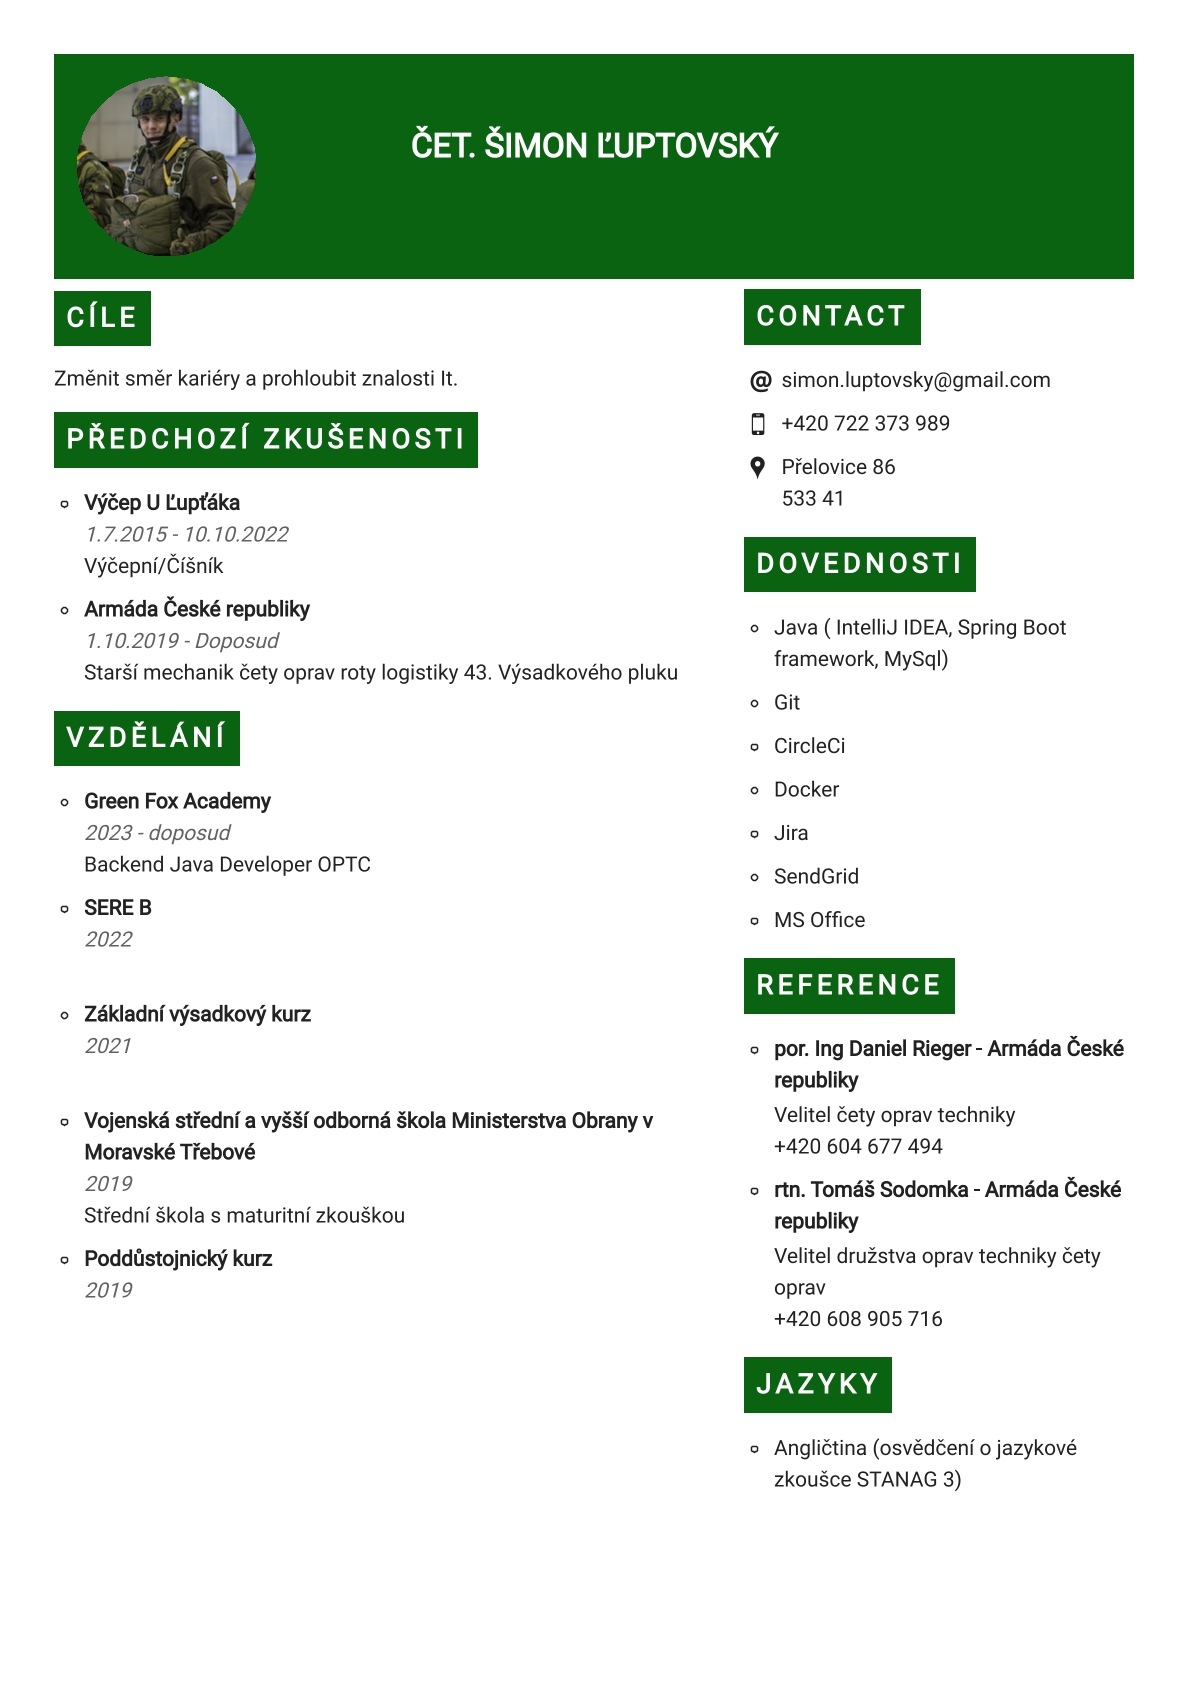 ČET. ŠIMON ĽUPTOVSKÝ
CÍLE
Změnit směr kariéry a prohloubit znalosti It.
PŘEDCHOZÍ ZKUŠENOSTI
Výčep U Ľupťáka
1.7.2015 - 10.10.2022
Výčepní/Číšník
Armáda České republiky
1.10.2019 - Doposud
Starší mechanik čety oprav roty logistiky 43. Výsadkového pluku
VZDĚLÁNÍ
Green Fox Academy
2023 - doposud
Backend Java Developer OPTC
SERE B
2022
Základní výsadkový kurz
2021
Vojenská střední a vyšší odborná škola Ministerstva Obrany v
Moravské Třebové
2019
Střední škola s maturitní zkouškou
Poddůstojnický kurz
2019
CONTACT
simon.luptovsky@gmail.com
+420 722 373 989
Přelovice 86
533 41
DOVEDNOSTI
Java ( IntelliJ IDEA, Spring Boot
framework, MySql)
Git
CircleCi
Docker
Jira
SendGrid
MS Office
REFERENCE
por. Ing Daniel Rieger - Armáda České
republiky
Velitel čety oprav techniky
+420 604 677 494
rtn. Tomáš Sodomka - Armáda České
republiky
Velitel družstva oprav techniky čety
oprav
+420 608 905 716
JAZYKY
Angličtina (osvědčení o jazykové
zkoušce STANAG 3)